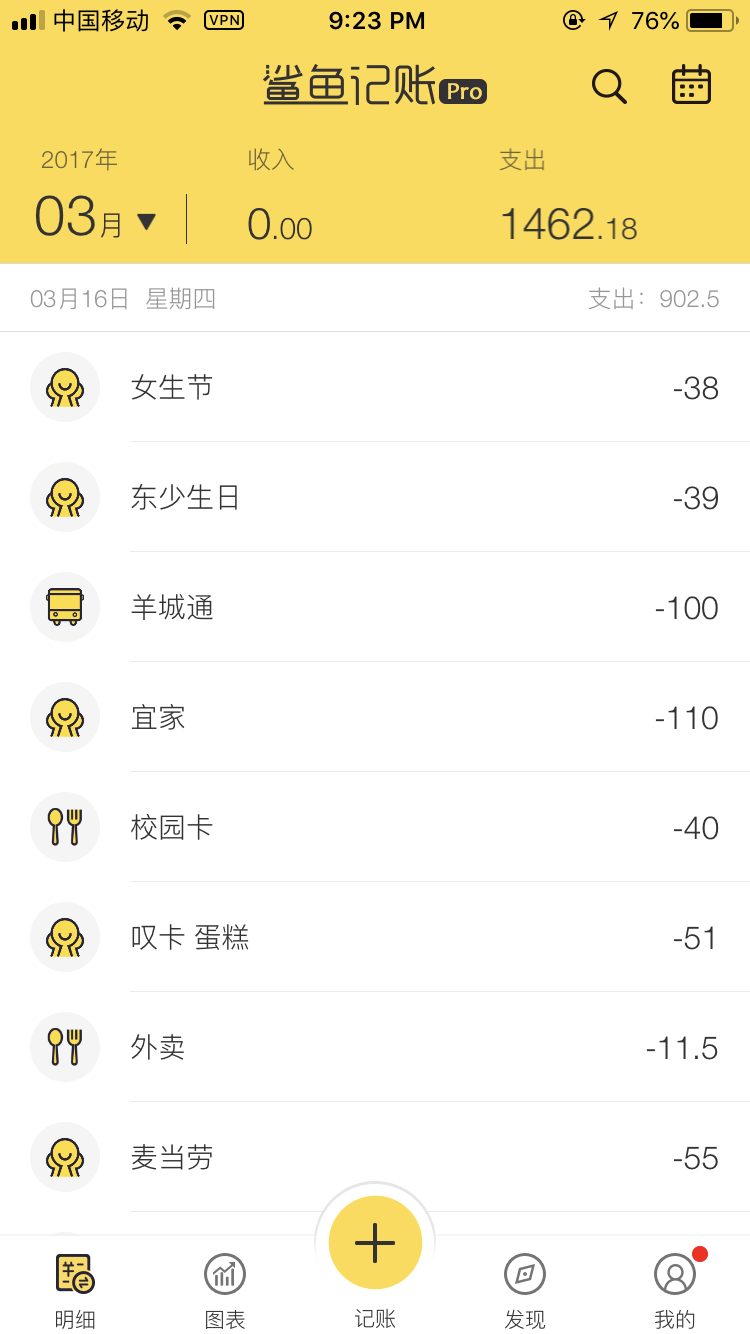 中国移动 VPN 9:23 PM 76%
鲨鱼记账Pro
2017年 收入 支出
03月 0.00 1462.18
03月16日 星期四 支出: 902.5
女生节 -38
东少生日 -39
羊城通 -100
宜家 -110
校园卡 -40
叹卡 蛋糕 -51
外卖 -11.5
麦当劳 -55
明细 图表 记账 发现 我的